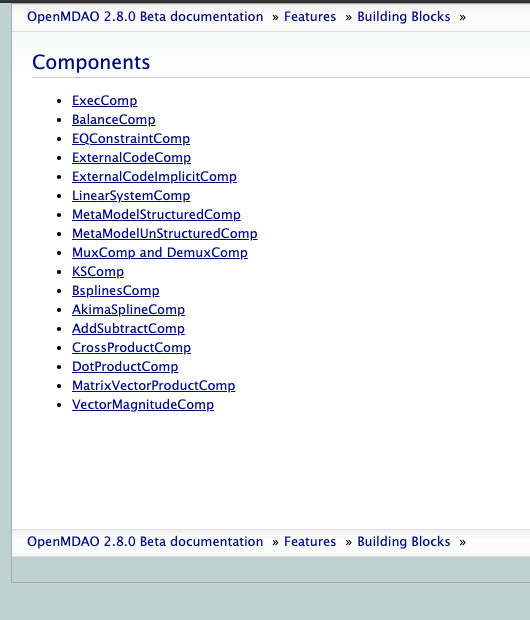 OpenMDAO 2.8.0 Beta documentation » Features » Building Blocks »
Components
• ExecComp
• BalanceComp
• EQConstraintComp
• ExternalCodeComp
• ExternalCodeImplicitComp
• LinearSystemComp
• MetaModelStructuredComp
• MetaModelUnStructuredComp
• MuxComp and DemuxComp
• KSComp
• BsplinesComp
• AkimaSplineComp
• AddSubtractComp
• CrossProductComp
• DotProductComp
• MatrixVectorProductComp
• VectorMagnitudeComp
OpenMDAO 2.8.0 Beta documentation » Features » Building Blocks »